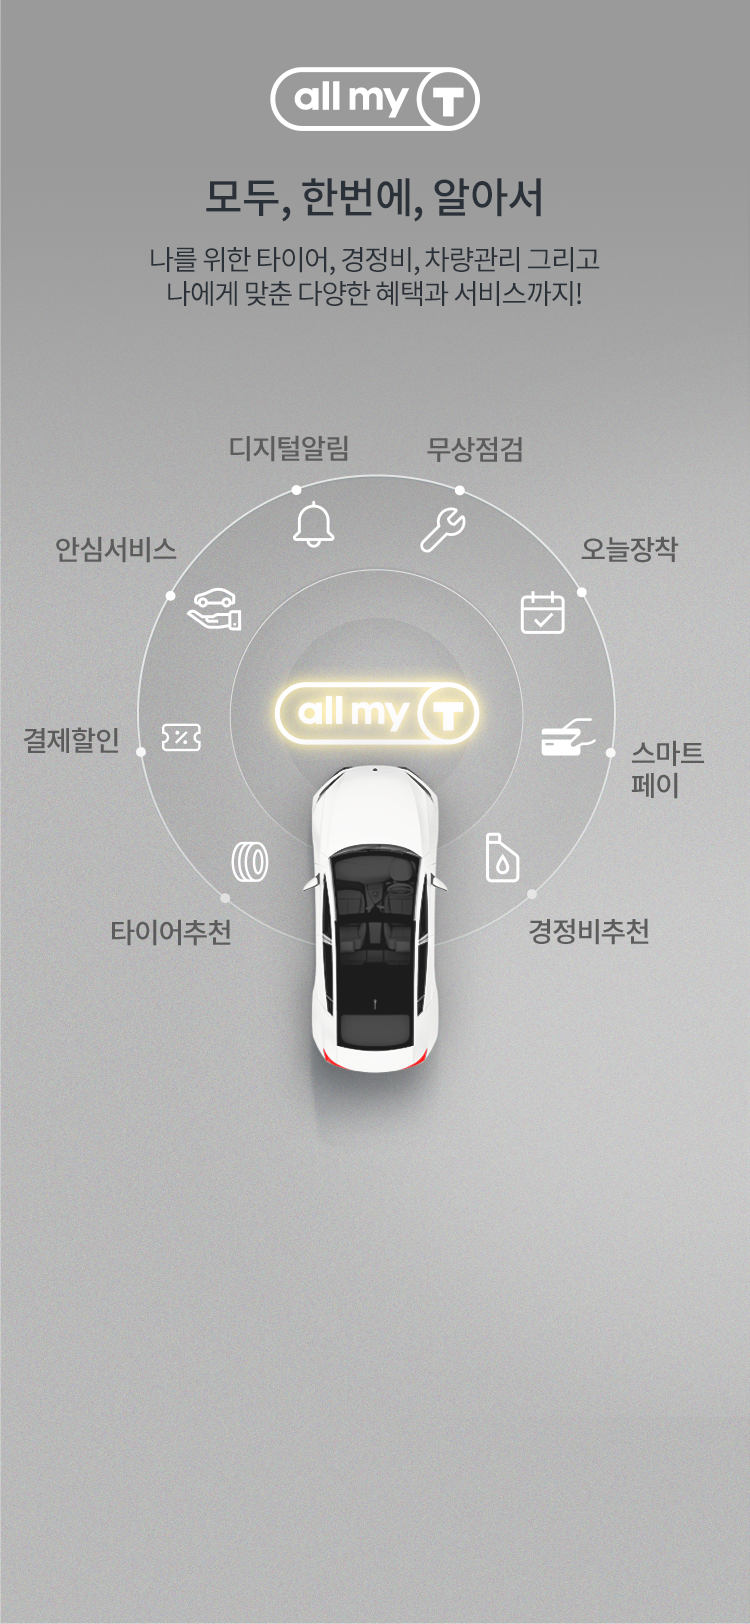 all my T
모두, 한번에, 알아서
나를 위한 타이어, 경정비, 차량관리 그리고
나에게 맞춘 다양한 혜택과 서비스까지!
디지털알림
무상점검
안심서비스
오늘장착
all my T
결제할인
스마트
페이
타이어추천
경정비추천